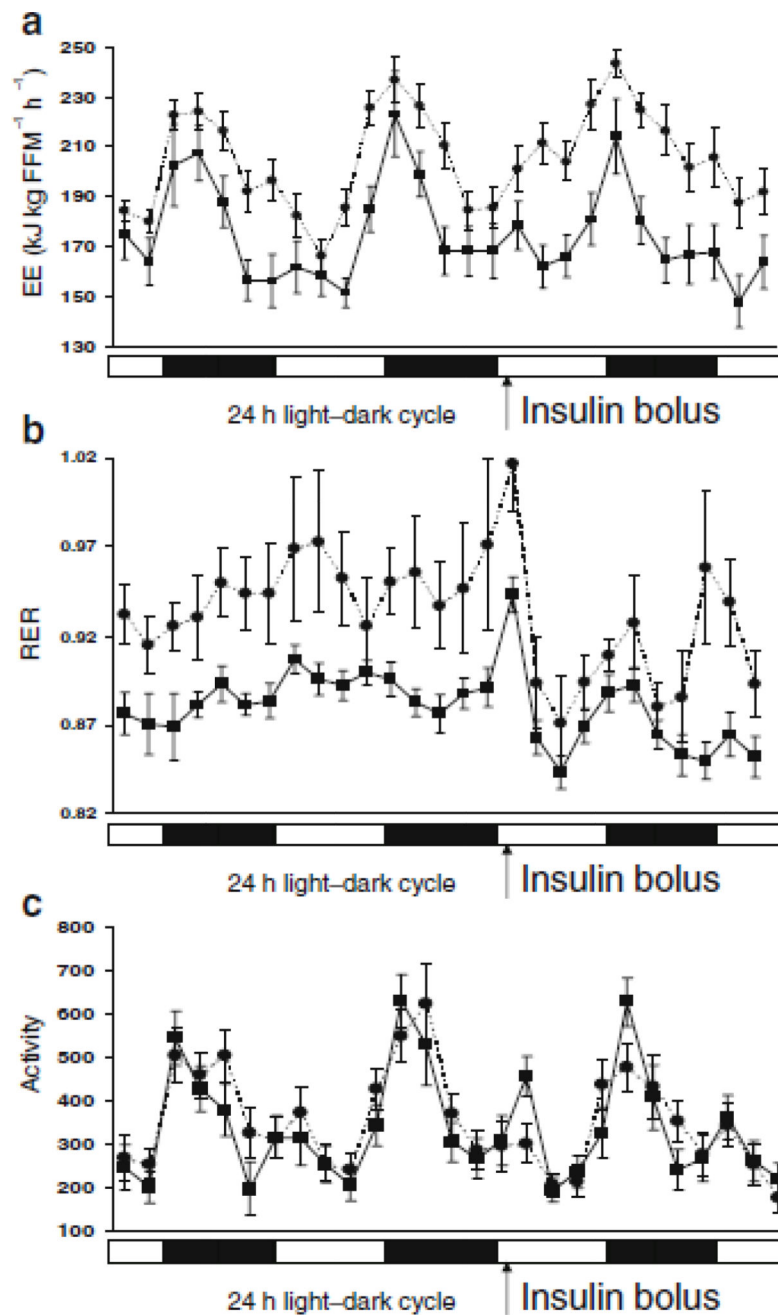 a
250
230
210
190
170
150
130
EE (kJ kg FFM⁻¹ h⁻¹)
24 h light–dark cycle
Insulin bolus
b
1.02
0.97
0.92
0.87
0.82
RER
24 h light–dark cycle
Insulin bolus
c
800
700
600
500
400
300
200
100
Activity
24 h light–dark cycle
Insulin bolus